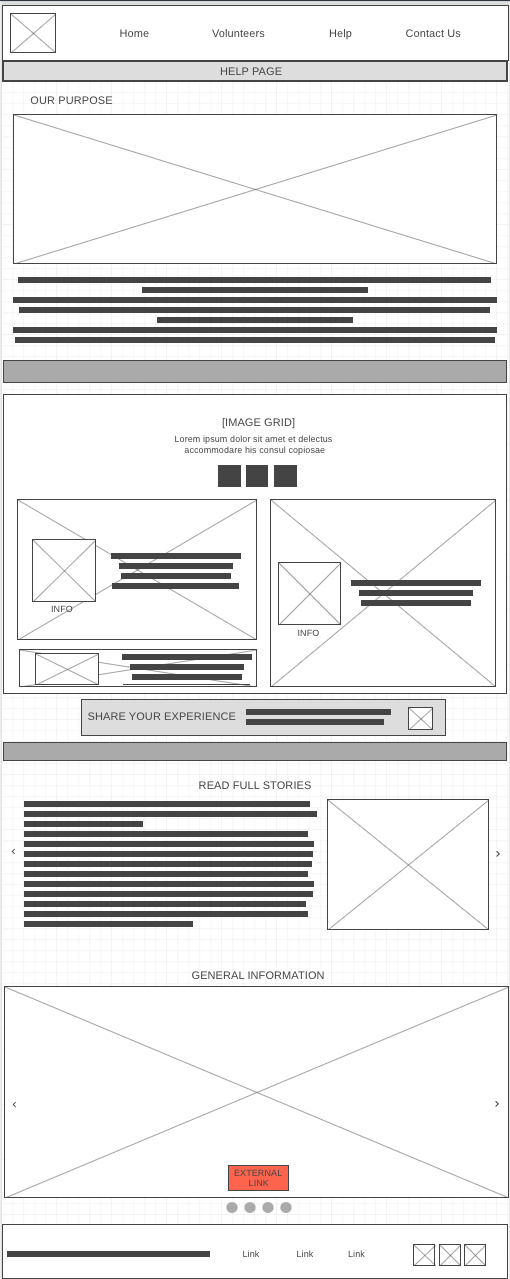 Home Volunteers Help Contact Us
HELP PAGE
OUR PURPOSE
[IMAGE GRID]
Lorem ipsum dolor sit amet et delectus
accommodare his consul copiosae
INFO
INFO
SHARE YOUR EXPERIENCE
READ FULL STORIES
‹ ›
GENERAL INFORMATION
‹ ›
EXTERNAL
LINK
Link Link Link